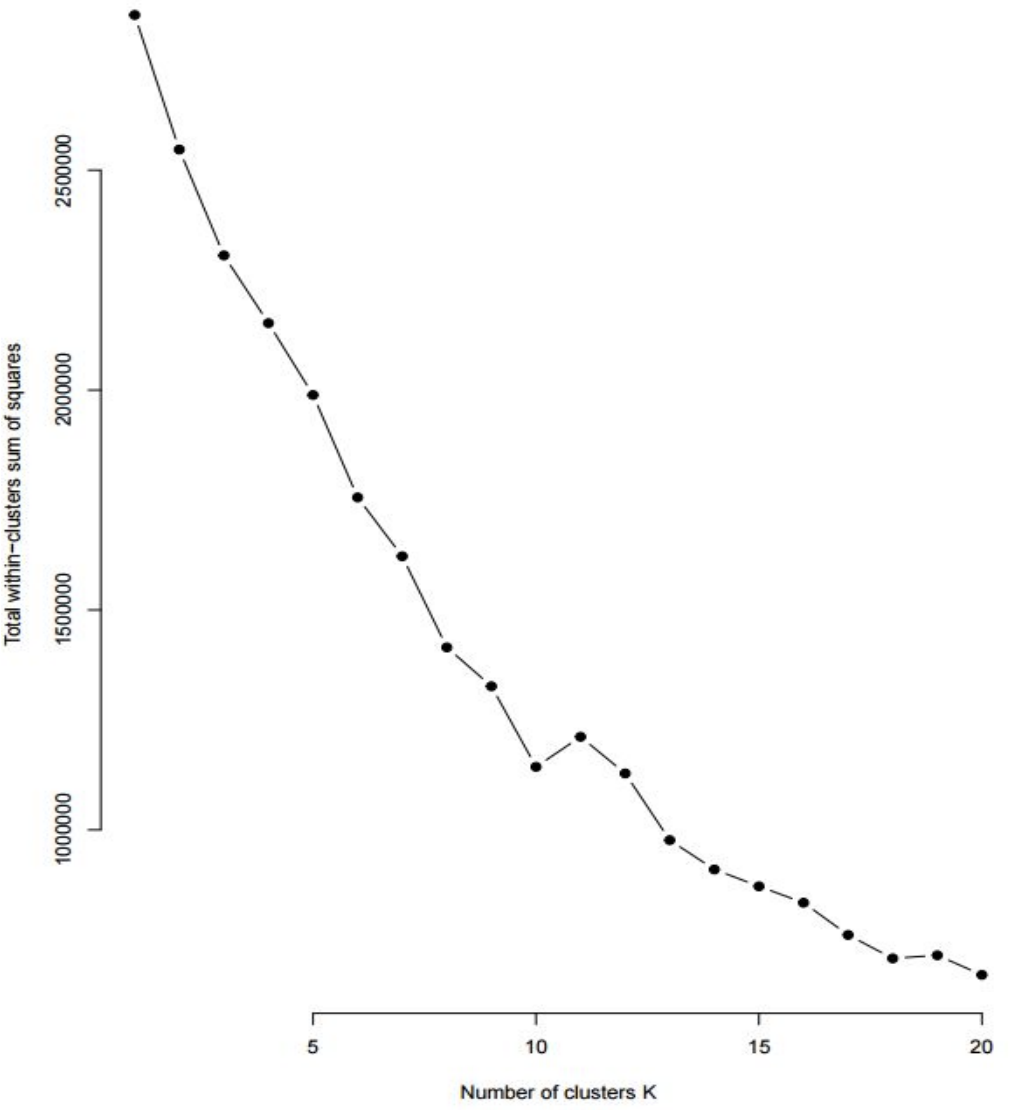 2500000
2000000
1500000
1000000
Total within-clusters sum of squares
5 10 15 20
Number of clusters K